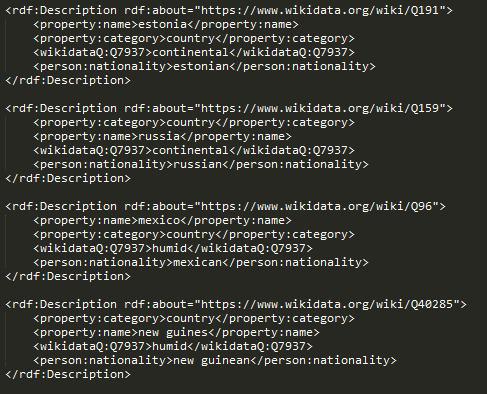 <rdf:Description rdf:about="https://www.wikidata.org/wiki/Q191">
<property:name>estonia</property:name>
<property:category>country</property:category>
<wikidataQ:Q7937>continental</wikidataQ:Q7937>
<person:nationality>estonian</person:nationality>
</rdf:Description>
<rdf:Description rdf:about="https://www.wikidata.org/wiki/Q159">
<property:category>country</property:category>
<property:name>russia</property:name>
<wikidataQ:Q7937>continental</wikidataQ:Q7937>
<person:nationality>russian</person:nationality>
</rdf:Description>
<rdf:Description rdf:about="https://www.wikidata.org/wiki/Q96">
<property:name>mexico</property:name>
<property:category>country</property:category>
<wikidataQ:Q7937>humid</wikidataQ:Q7937>
<person:nationality>mexican</person:nationality>
</rdf:Description>
<rdf:Description rdf:about="https://www.wikidata.org/wiki/Q40285">
<property:category>country</property:category>
<property:name>new guines</property:name>
<wikidataQ:Q7937>humid</wikidataQ:Q7937>
<person:nationality>new guinean</person:nationality>
</rdf:Description>